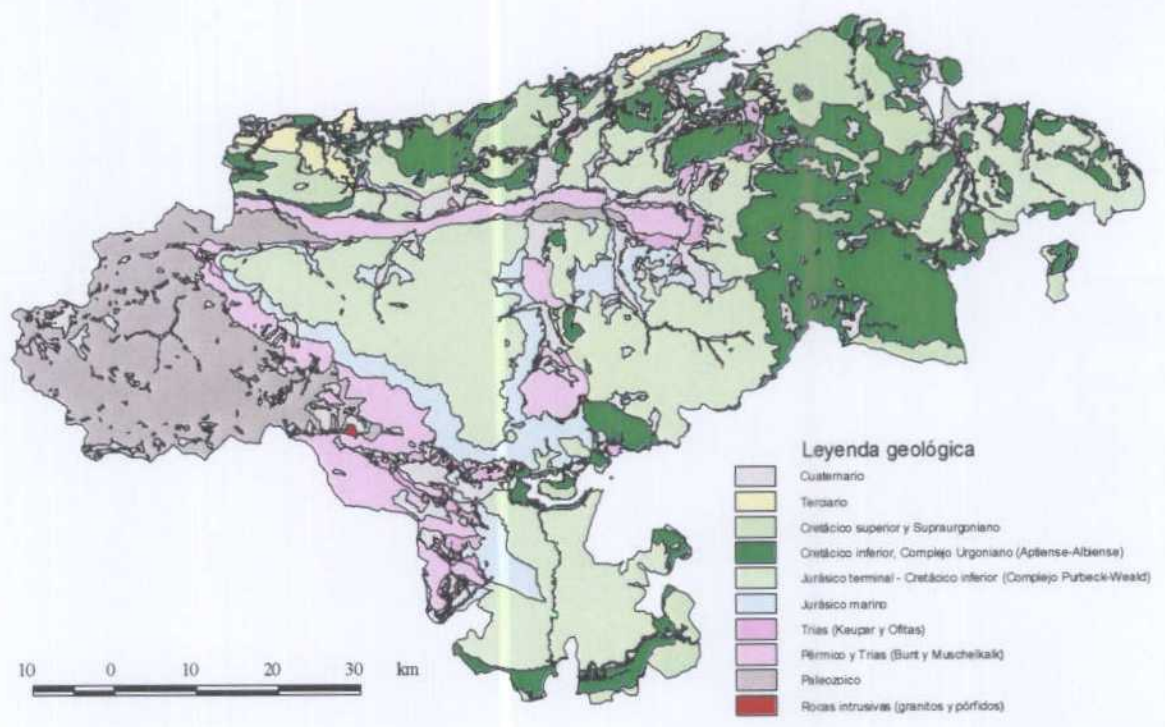 Leyenda geológica
Cuaternario
Terciario
Cretácico superior y Supraurgoniano
Cretácico inferior, Complejo Urgoniano (Aptiense-Albiense)
Jurásico terminal - Cretácico inferior (Complejo Purbeck-Weald)
Jurásico marino
Trías (Keuper y Ofitas)
Pérmico y Trías (Bunt y Muschelkalk)
Paleozoico
Rocas intrusivas (granitos y pórfidos)
10 0 10 20 30 km